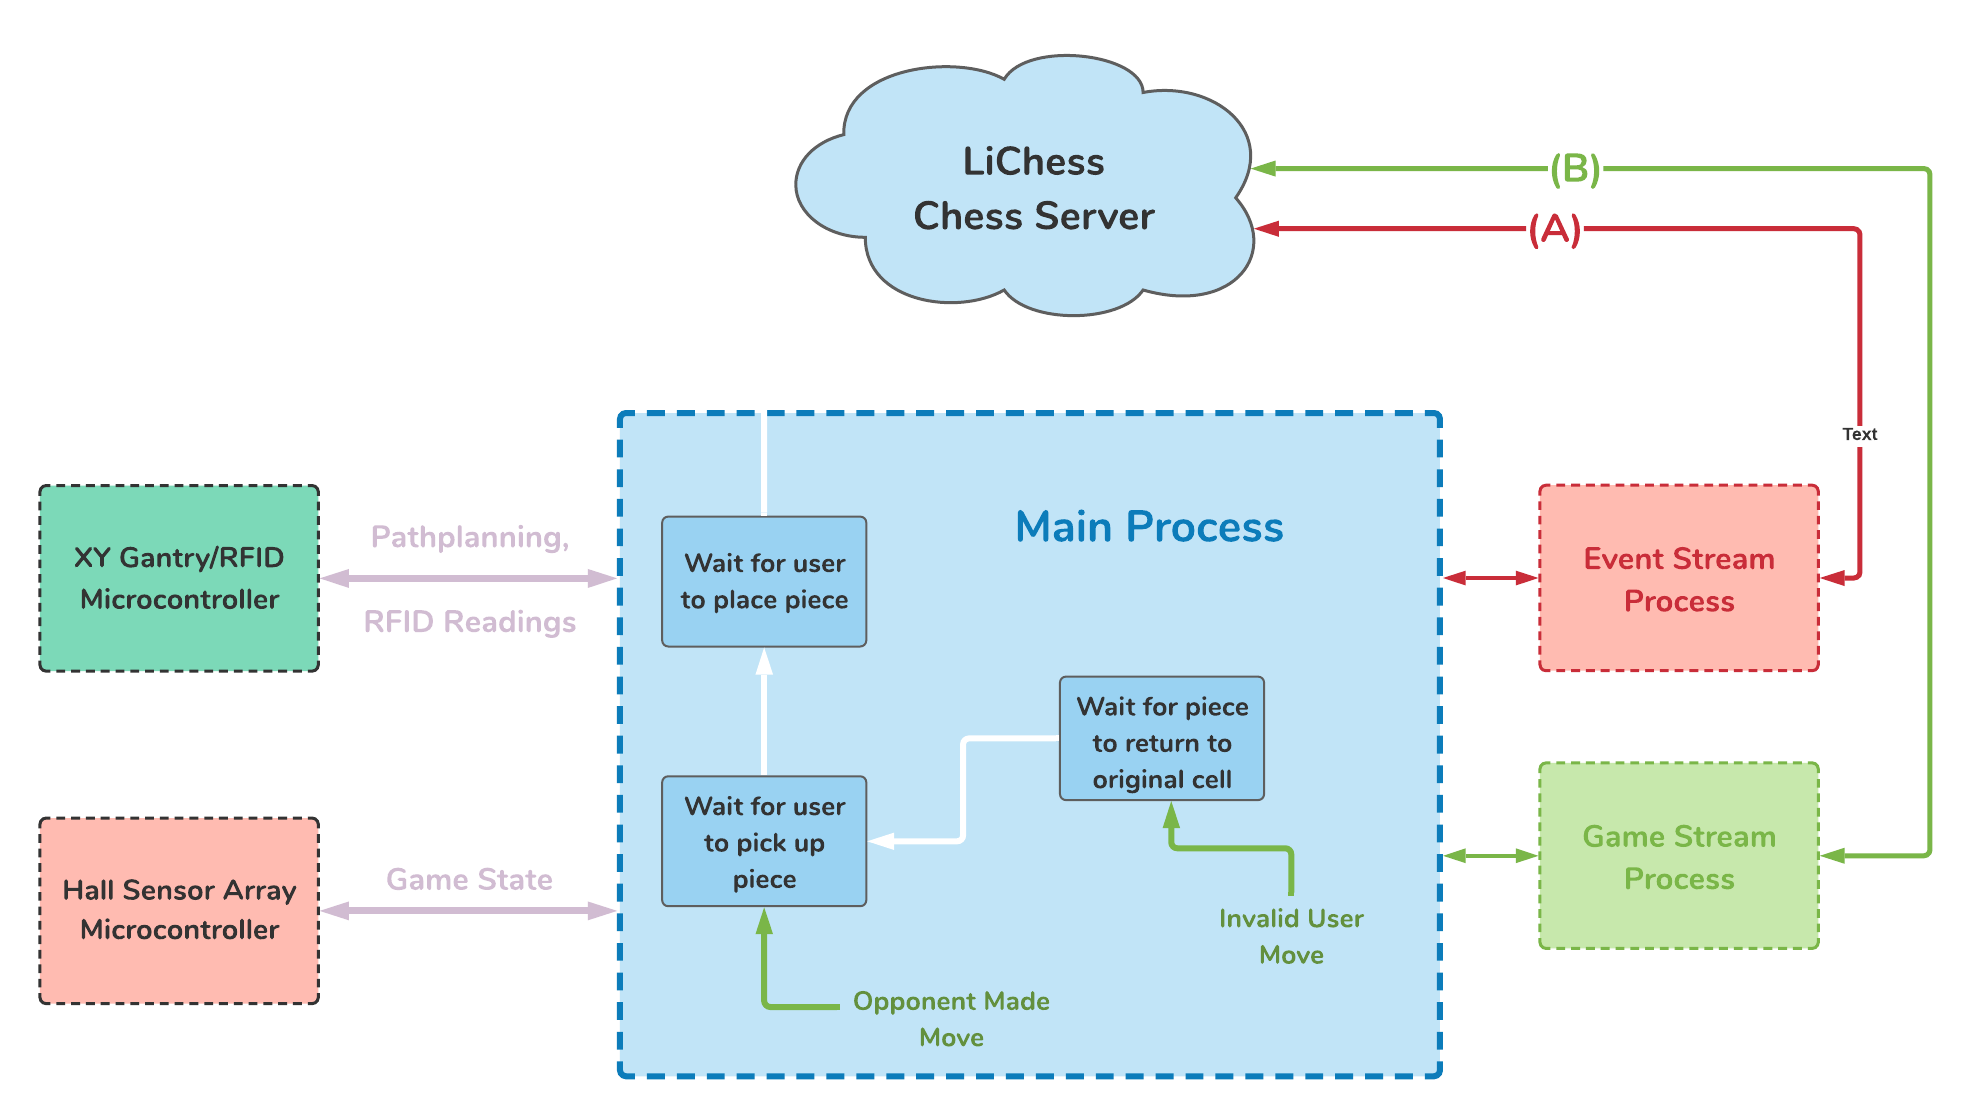 LiChess
Chess Server
(B)
(A)
Text
Main Process
XY Gantry/RFID
Microcontroller
Pathplanning,
RFID Readings
Wait for user
to place piece
Event Stream
Process
Wait for piece
to return to
original cell
Wait for user
to pick up
piece
Game Stream
Process
Hall Sensor Array
Microcontroller
Game State
Invalid User
Move
Opponent Made
Move